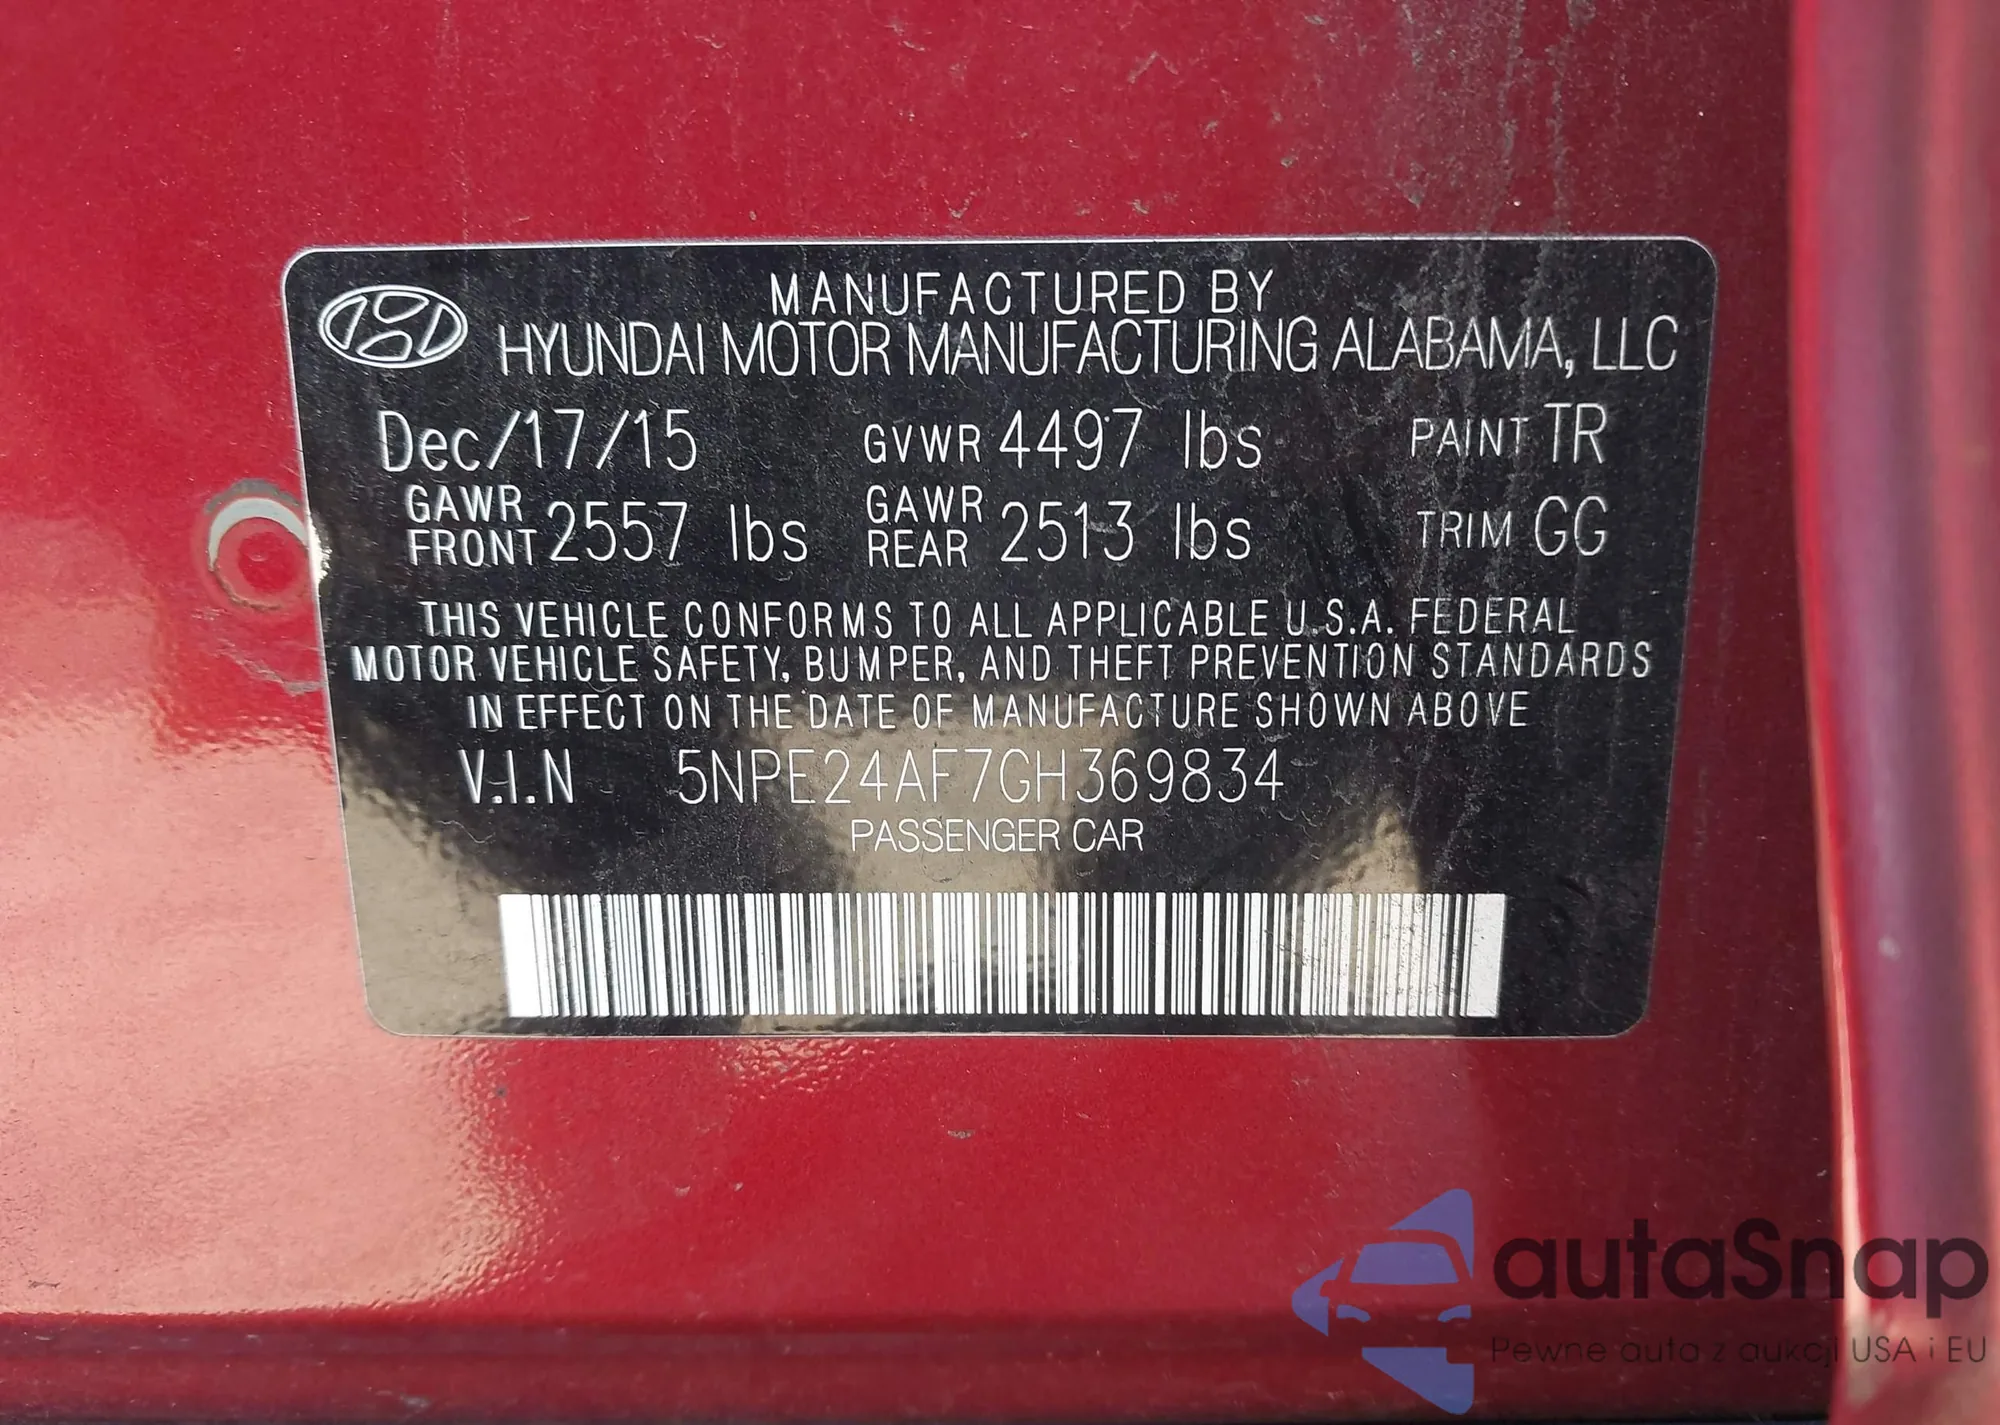 MANUFACTURED BY
HYUNDAI MOTOR MANUFACTURING ALABAMA, LLC
Dec/17/15 GVWR 4497 lbs PAINT TR
GAWR FRONT 2557 lbs GAWR REAR 2513 lbs TRIM GG
THIS VEHICLE CONFORMS TO ALL APPLICABLE U.S.A. FEDERAL
MOTOR VEHICLE SAFETY, BUMPER, AND THEFT PREVENTION STANDARDS
IN EFFECT ON THE DATE OF MANUFACTURE SHOWN ABOVE
V.I.N 5NPE24AF7GH369834
PASSENGER CAR
autaSnap
Pewne auta z aukcji USA i EU